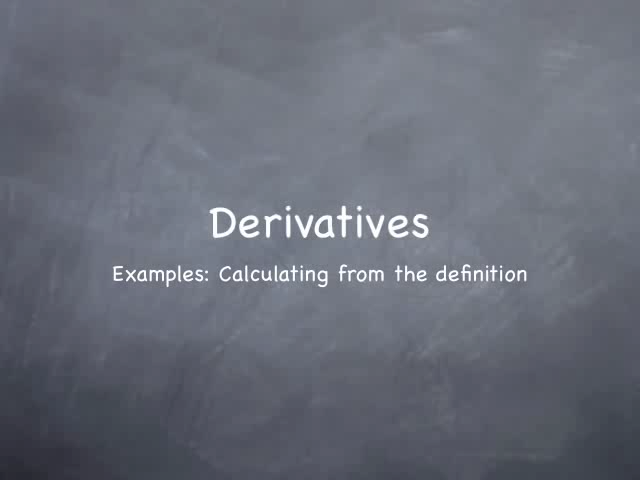 Derivatives
Examples: Calculating from the definition